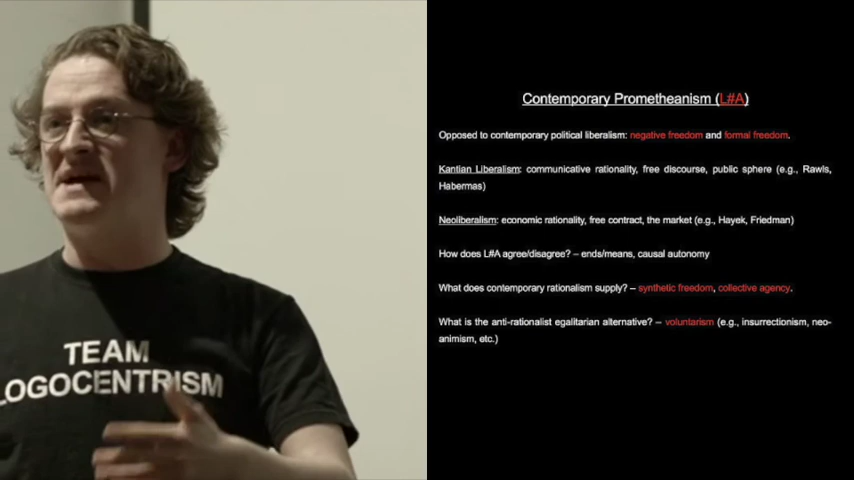 TEAM
LOGOCENTRISM
Contemporary Prometheanism (L#A)
Opposed to contemporary political liberalism: negative freedom and formal freedom.
Kantian Liberalism: communicative rationality, free discourse, public sphere (e.g., Rawls,
Habermas)
Neoliberalism: economic rationality, free contract, the market (e.g., Hayek, Friedman)
How does L#A agree/disagree? – ends/means, causal autonomy
What does contemporary rationalism supply? – synthetic freedom, collective agency.
What is the anti-rationalist egalitarian alternative? – voluntarism (e.g., insurrectionism, neo-
animism, etc.)